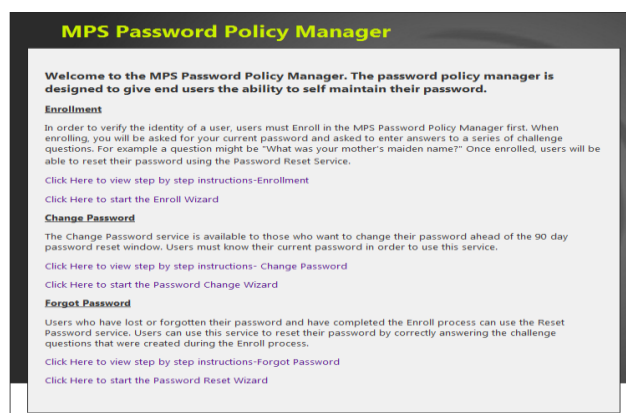 MPS Password Policy Manager
Welcome to the MPS Password Policy Manager. The password policy manager is
designed to give end users the ability to self maintain their password.
Enrollment
In order to verify the identity of a user, users must Enroll in the MPS Password Policy Manager first. When
enrolling, you will be asked for your current password and asked to enter answers to a series of challenge
questions. For example a question might be "What was your mother's maiden name?" Once enrolled, users will be
able to reset their password using the Password Reset Service.
Click Here to view step by step instructions-Enrollment
Click Here to start the Enroll Wizard
Change Password
The Change Password service is available to those who want to change their password ahead of the 90 day
password reset window. Users must know their current password in order to use this service.
Click Here to view step by step instructions- Change Password
Click Here to start the Password Change Wizard
Forgot Password
Users who have lost or forgotten their password and have completed the Enroll process can use the Reset
Password service. Users can use this service to reset their password by correctly answering the challenge
questions that were created during the Enroll process.
Click Here to view step by step instructions-Forgot Password
Click Here to start the Password Reset Wizard